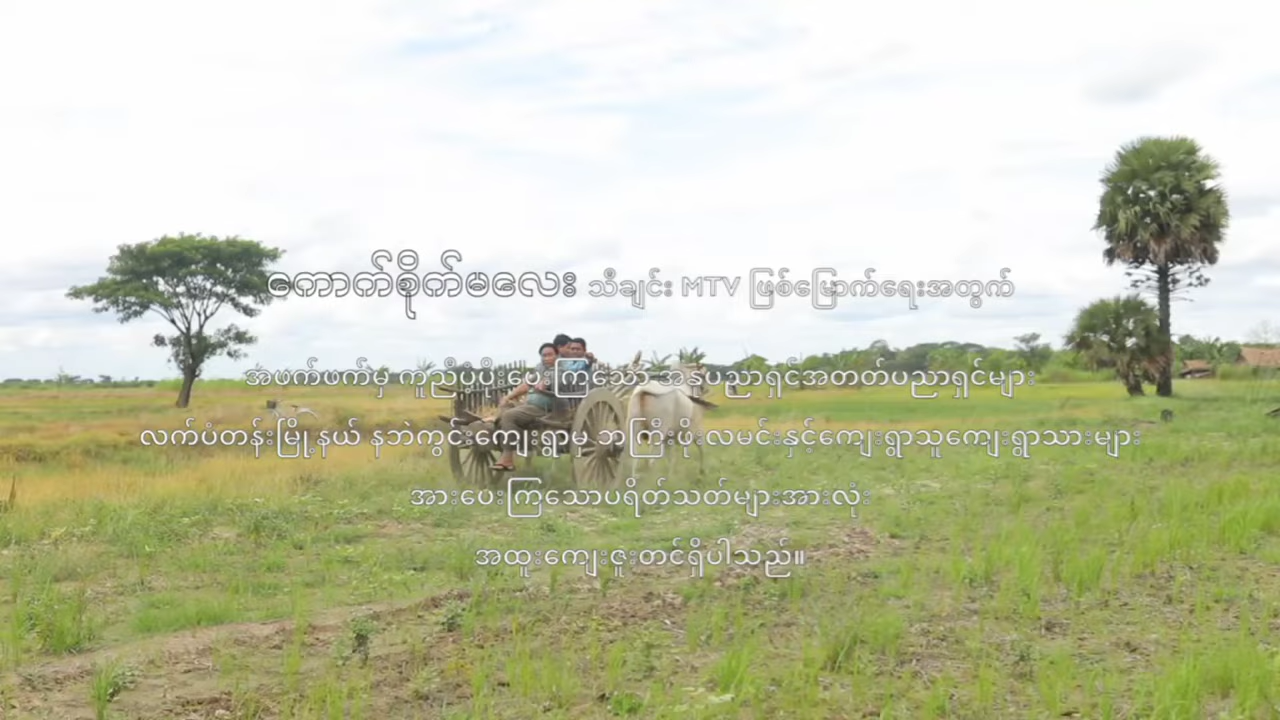 ကောက်စိုက်မလေး သီချင်း MTV ဖြစ်မြောက်ရေးအတွက်
အဖက်ဖက်မှ ကူညီပံ့ပိုးပေးကြသော အနုပညာရှင်အတတ်ပညာရှင်များ
လက်ပံတန်းမြို့နယ် နဘဲကွင်းကျေးရွာမှ ဘကြီးဖိုးလမင်းနှင့်ကျေးရွာသူကျေးရွာသားများ
အားပေးကြသောပရိတ်သတ်များအားလုံး
အထူးကျေးဇူးတင်ရှိပါသည်။